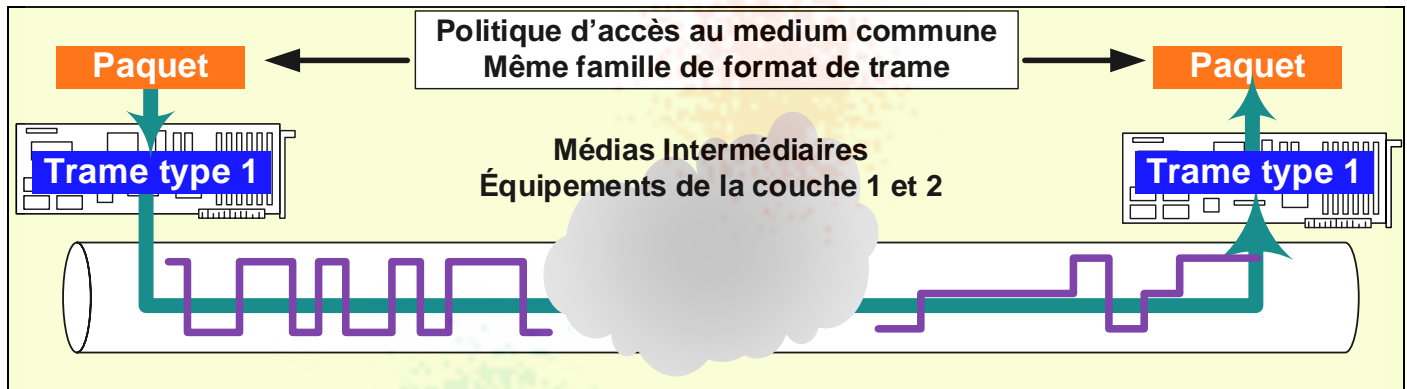 Politique d'accès au medium commune
Même famille de format de trame
Paquet
Paquet
Médias Intermédiaires
Équipements de la couche 1 et 2
Trame type 1
Trame type 1